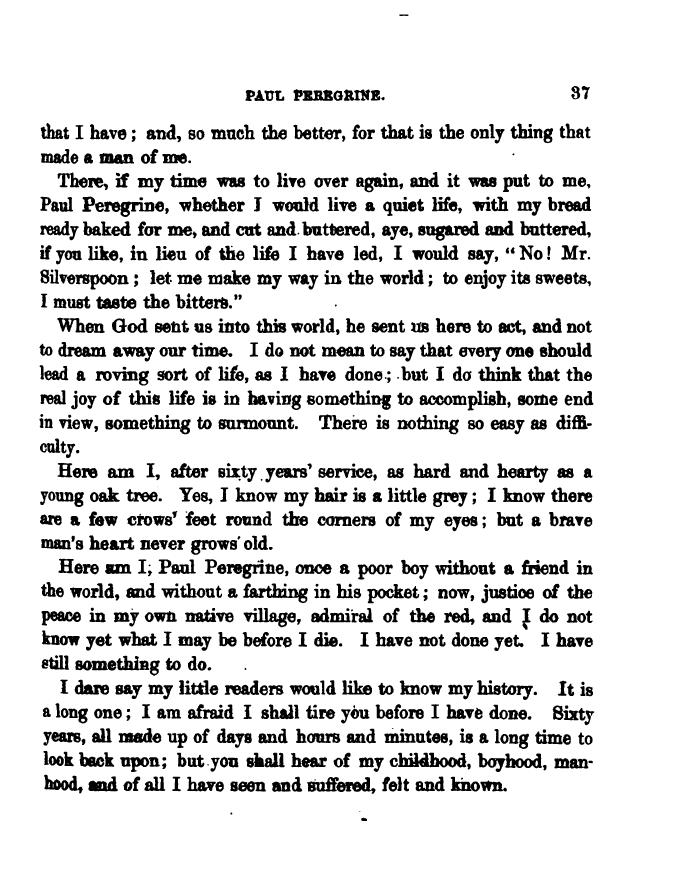 PAUL PEREGRINE. 37
that I have; and, so much the better, for that is the only thing that
made a man of me.
There, if my time was to live over again, and it was put to me,
Paul Peregrine, whether I would live a quiet life, with my bread
ready baked for me, and cut and buttered, aye, sugared and buttered,
if you like, in lieu of the life I have led, I would say, “No! Mr.
Silverspoon; let me make my way in the world; to enjoy its sweets,
I must taste the bitters.”
When God sent us into this world, he sent us here to act, and not
to dream away our time. I do not mean to say that every one should
lead a roving sort of life, as I have done; but I do think that the
real joy of this life is in having something to accomplish, some end
in view, something to surmount. There is nothing so easy as diffi-
culty.
Here am I, after sixty years’ service, as hard and hearty as a
young oak tree. Yes, I know my hair is a little grey; I know there
are a few crows’ feet round the corners of my eyes; but a brave
man’s heart never grows old.
Here am I, Paul Peregrine, once a poor boy without a friend in
the world, and without a farthing in his pocket; now, justice of the
peace in my own native village, admiral of the red, and I do not
know yet what I may be before I die. I have not done yet. I have
still something to do.
I dare say my little readers would like to know my history. It is
a long one; I am afraid I shall tire you before I have done. Sixty
years, all made up of days and hours and minutes, is a long time to
look back upon; but you shall hear of my childhood, boyhood, man-
hood, and of all I have seen and suffered, felt and known.